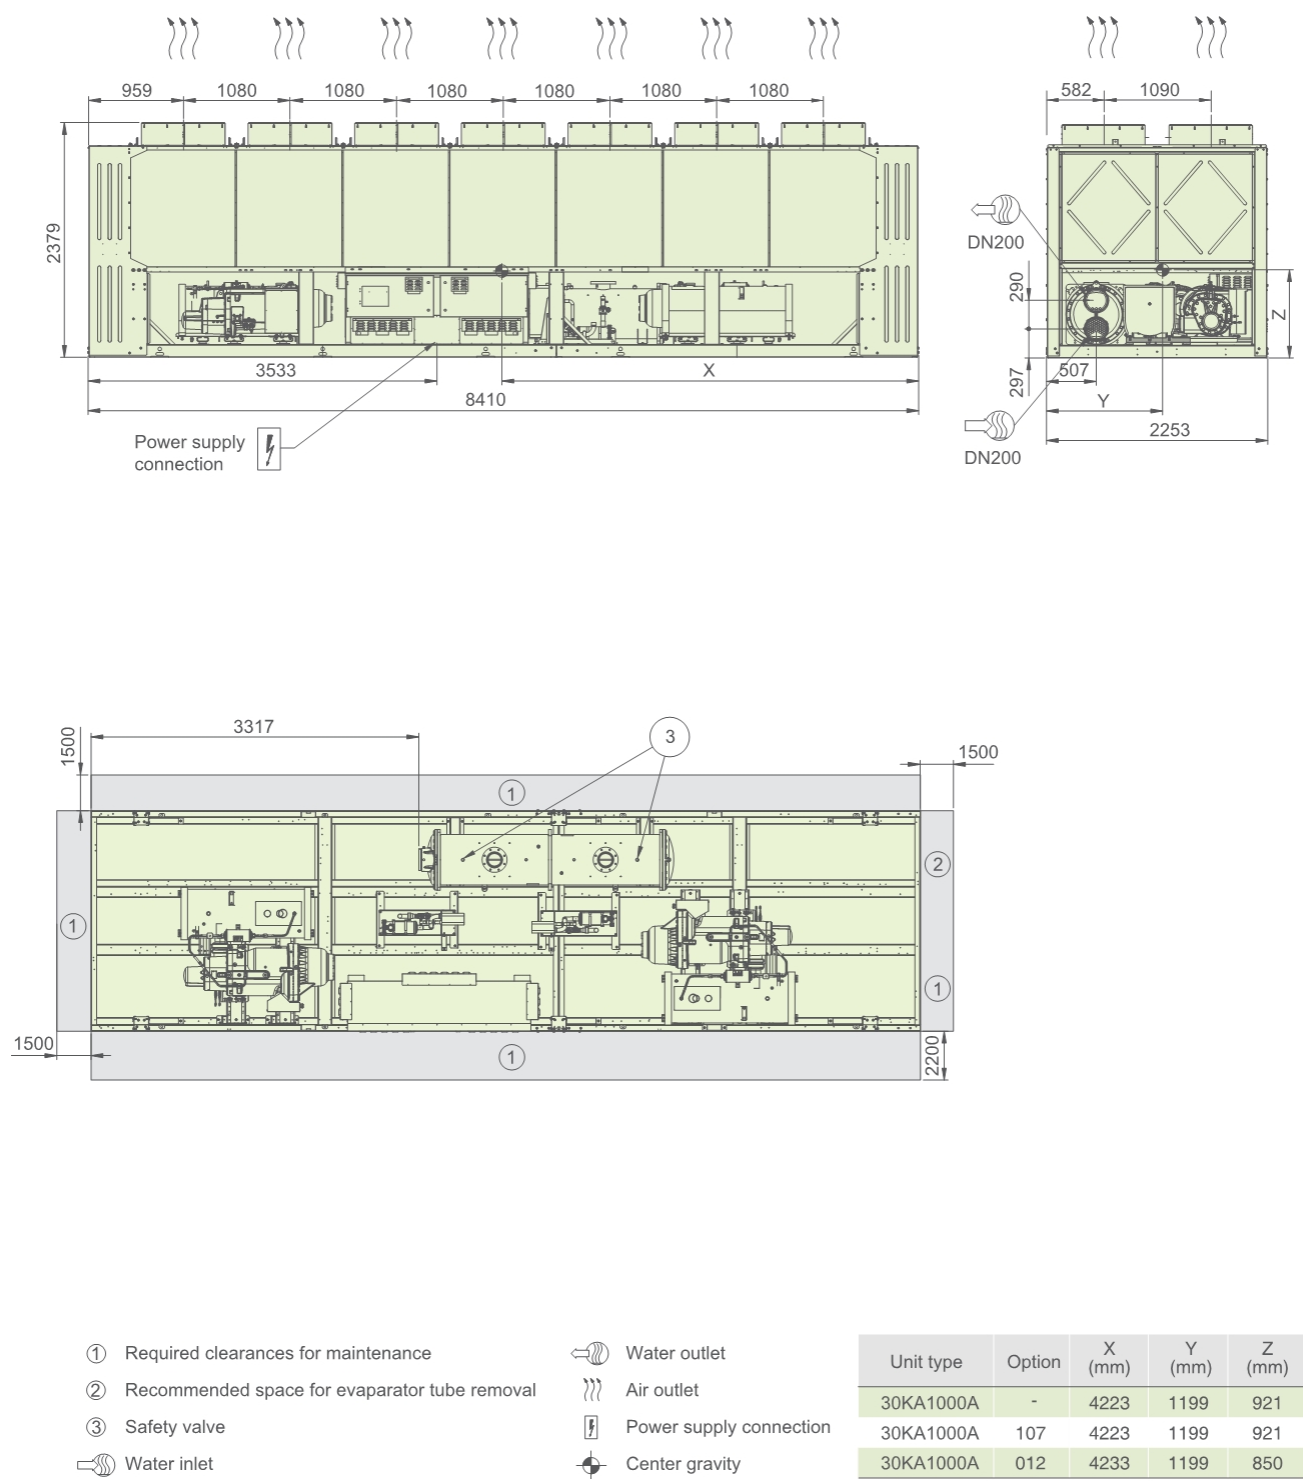 959 1080 1080 1080 1080 1080 1080
582 1090
2379
DN200
290
Z
297
3533 X
507
8410
Y
2253
Power supply
connection
DN200
3317
1500
3
1500
1
2
1
1
1500
1
2200
1 Required clearances for maintenance
2 Recommended space for evaparator tube removal
3 Safety valve
Water inlet
Water outlet
Air outlet
Power supply connection
Center gravity
Unit type Option X (mm) Y (mm) Z (mm)
30KA1000A - 4223 1199 921
30KA1000A 107 4223 1199 921
30KA1000A 012 4233 1199 850